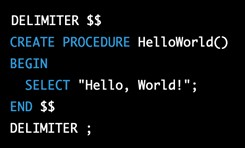 DELIMITER $$
CREATE PROCEDURE HelloWorld()
BEGIN
  SELECT "Hello, World!";
END $$
DELIMITER ;